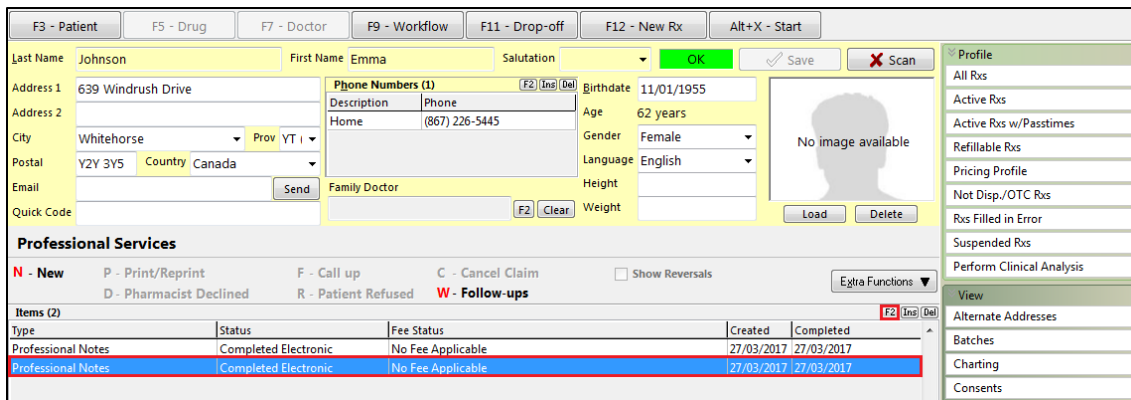 F3 - Patient F5 - Drug F7 - Doctor F9 - Workflow F11 - Drop-off F12 - New Rx Alt+X - Start
Last Name Johnson First Name Emma Salutation OK Save Scan
Address 1 639 Windrush Drive
Address 2
City Whitehorse Prov YT (
Postal Y2Y 3Y5 Country Canada
Email Send
Quick Code
Phone Numbers (1) F2 Ins Del
Description Phone
Home (867) 226-5445
Family Doctor
F2 Clear
Birthdate 11/01/1955
Age 62 years
Gender Female
Language English
Height
Weight
No image available
Load Delete
Professional Services
N - New P - Print/Reprint F - Call up C - Cancel Claim Show Reversals
D - Pharmacist Declined R - Patient Refused W - Follow-ups
Extra Functions
Items (2) F2 Ins Del
Type Status Fee Status Created Completed
Professional Notes Completed Electronic No Fee Applicable 27/03/2017 27/03/2017
Professional Notes Completed Electronic No Fee Applicable 27/03/2017 27/03/2017
Profile
All Rxs
Active Rxs
Active Rxs w/Passtimes
Refillable Rxs
Pricing Profile
Not Disp./OTC Rxs
Rxs Filled in Error
Suspended Rxs
Perform Clinical Analysis
View
Alternate Addresses
Batches
Charting
Consents